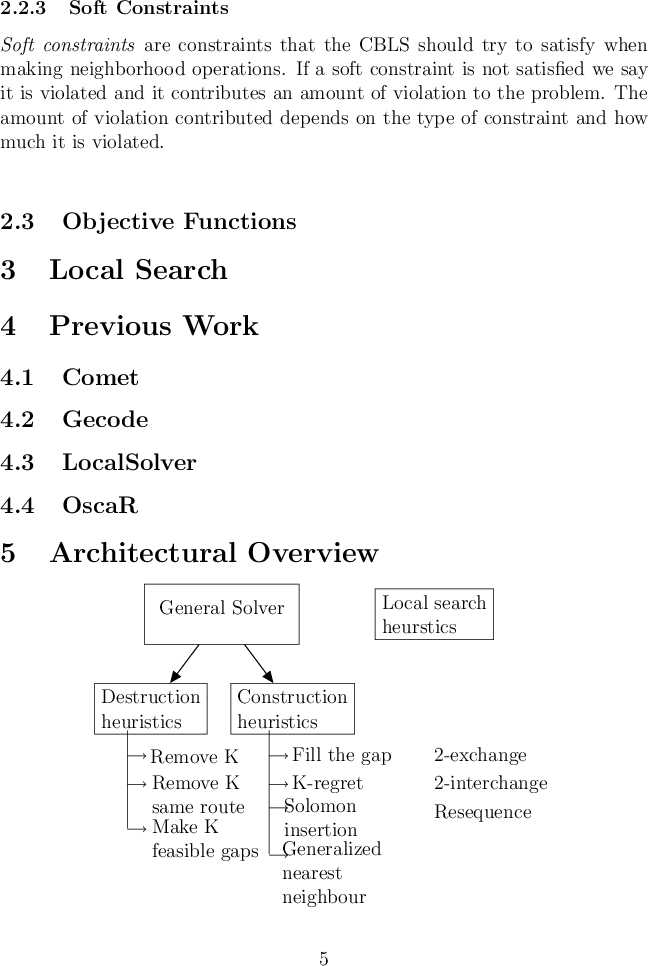 2.2.3 Soft Constraints
Soft constraints are constraints that the CBLS should try to satisfy when
making neighborhood operations. If a soft constraint is not satisfied we say
it is violated and it contributes an amount of violation to the problem. The
amount of violation contributed depends on the type of constraint and how
much it is violated.
2.3 Objective Functions
3 Local Search
4 Previous Work
4.1 Comet
4.2 Gecode
4.3 LocalSolver
4.4 OscaR
5 Architectural Overview
General Solver
Local search
heurstics
Destruction
heuristics
Construction
heuristics
Remove K
Remove K
same route
Make K
feasible gaps
Fill the gap
K-regret
Solomon
insertion
Generalized
nearest
neighbour
2-exchange
2-interchange
Resequence
5